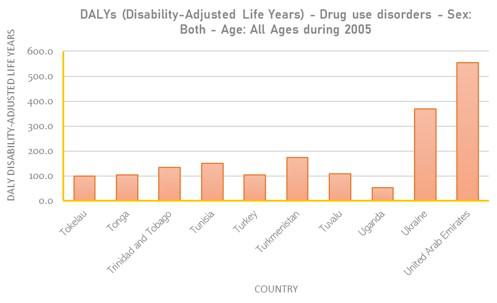 DALYs (Disability-Adjusted Life Years) - Drug use disorders - Sex:
Both - Age: All Ages during 2005
DALY DISABILITY-ADJUSTED LIFE YEARS
600.0
500.0
400.0
300.0
200.0
100.0
0.0
Tokelau
Tonga
Trinidad and Tobago
Tunisia
Turkey
Turkmenistan
Tuvalu
Uganda
Ukraine
United Arab Emirates
COUNTRY